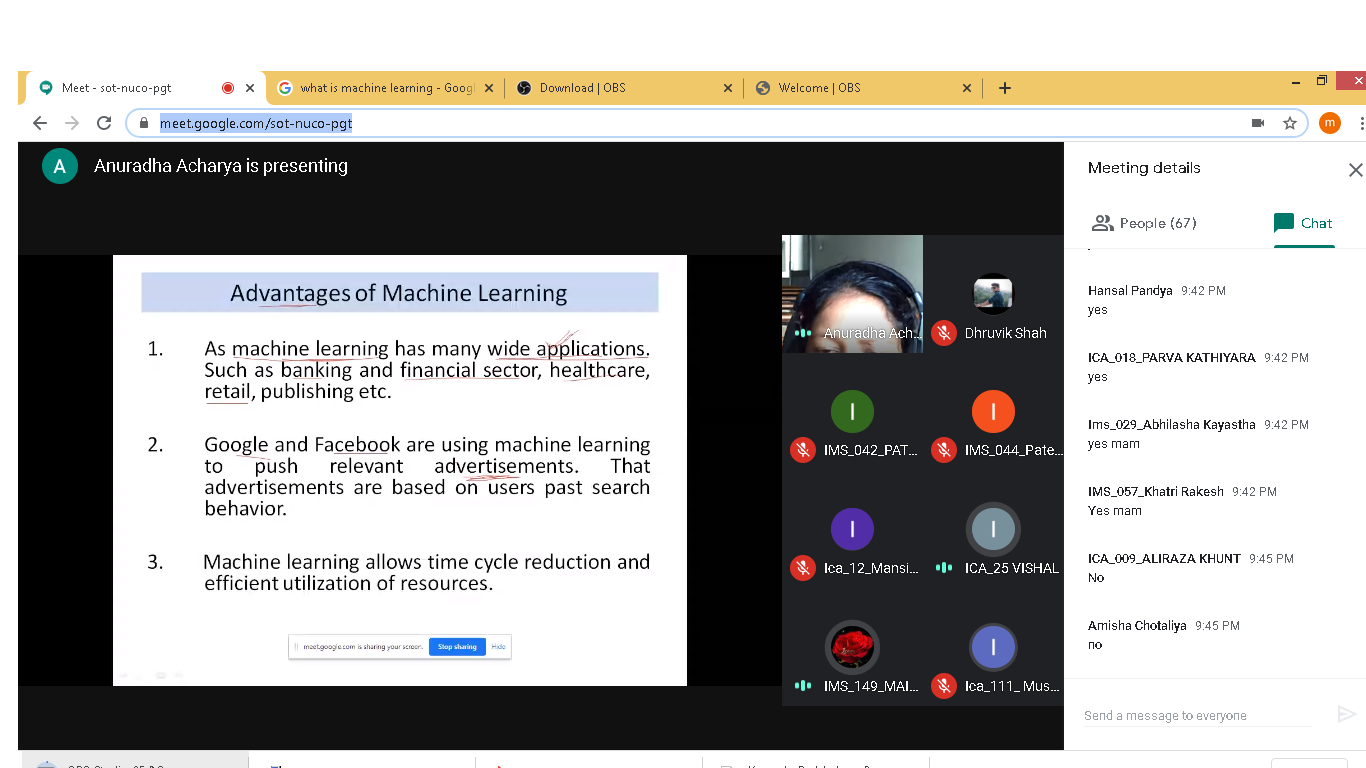 Meet - sot-nuco-pgt
what is machine learning - Goog
Download | OBS
Welcome | OBS
meet.google.com/sot-nuco-pgt
m
A
Anuradha Acharya is presenting
Advantages of Machine Learning
1. As machine learning has many wide applications.
Such as banking and financial sector, healthcare,
retail, publishing etc.
2. Google and Facebook are using machine learning
to push relevant advertisements. That
advertisements are based on users past search
behavior.
3. Machine learning allows time cycle reduction and
efficient utilization of resources.
meet.google.com is sharing your screen.
Stop sharing
Hide
Anuradha Ach...
Dhruvik Shah
I
I
IMS_042_PAT...
IMS_044_Pate...
I
I
Ica_12_Mansi...
ICA_25 VISHAL
I
IMS_149_MAI...
Ica_111_ Mus...
Meeting details
People (67)
Chat
Hansal Pandya 9:42 PM
yes
ICA_018_PARVA KATHIYARA 9:42 PM
yes
Ims_029_Abhilasha Kayastha 9:42 PM
yes mam
IMS_057_Khatri Rakesh 9:42 PM
Yes mam
ICA_009_ALIRAZA KHUNT 9:45 PM
No
Amisha Chotaliya 9:45 PM
no
Send a message to everyone